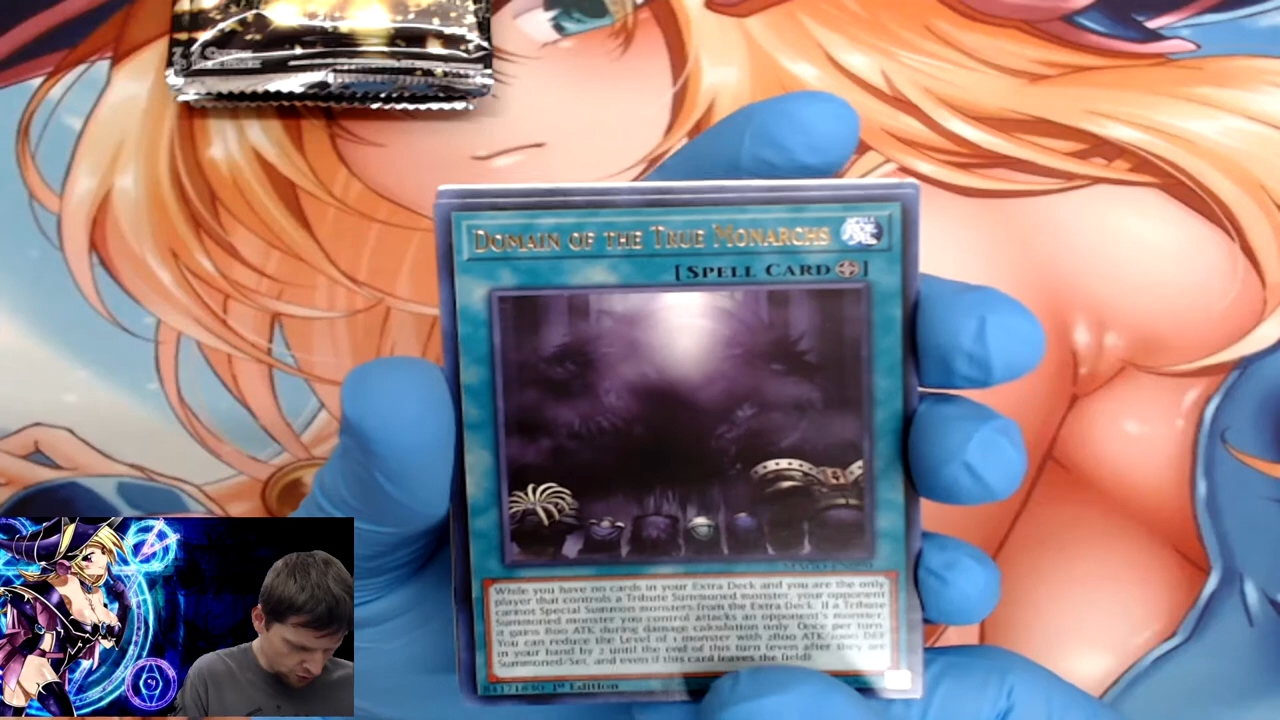 DOMAIN OF THE TRUE MONARCHS
[SPELL CARD ]
While you have no cards in your Extra Deck and you are the only
player that controls a Tribute Summoned monster, your opponent
cannot Special Summon monsters from the Extra Deck. If a Tribute
Summoned monster you control attacks an opponent's monster,
it gains 800 ATK during damage calculation only. Once per turn:
You can reduce the Level of 1 monster with 2800 ATK/1000 DEF
in your hand by 2 until the end of this turn (even after they are
Summoned/Set, and even if this card leaves the field).
84171830 1st Edition